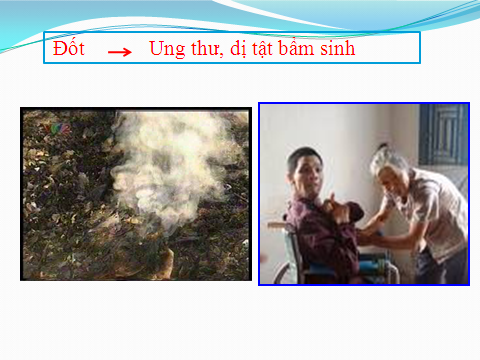 Đốt → Ung thư, dị tật bẩm sinh